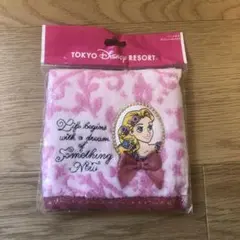 TOKYO Disney RESORT
Life begins
with a dream of
Something
New